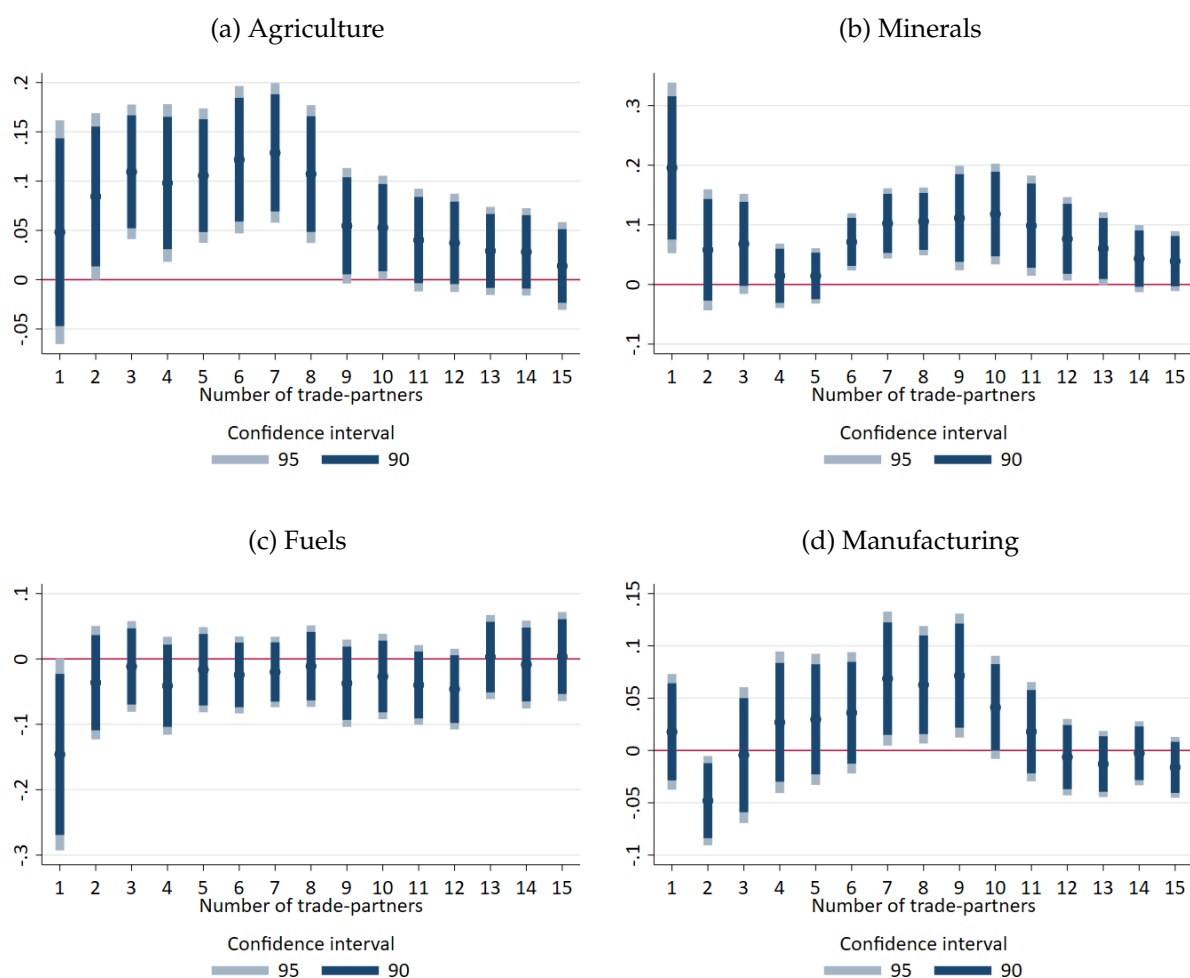 (a) Agriculture
.2
.15
.1
.05
0
-.05
1 2 3 4 5 6 7 8 9 10 11 12 13 14 15
Number of trade-partners
Confidence interval
95 90
(b) Minerals
.3
.2
.1
0
-.1
1 2 3 4 5 6 7 8 9 10 11 12 13 14 15
Number of trade-partners
Confidence interval
95 90
(c) Fuels
.1
0
-.1
-.2
-.3
1 2 3 4 5 6 7 8 9 10 11 12 13 14 15
Number of trade-partners
Confidence interval
95 90
(d) Manufacturing
.15
.1
.05
0
-.05
-.1
1 2 3 4 5 6 7 8 9 10 11 12 13 14 15
Number of trade-partners
Confidence interval
95 90